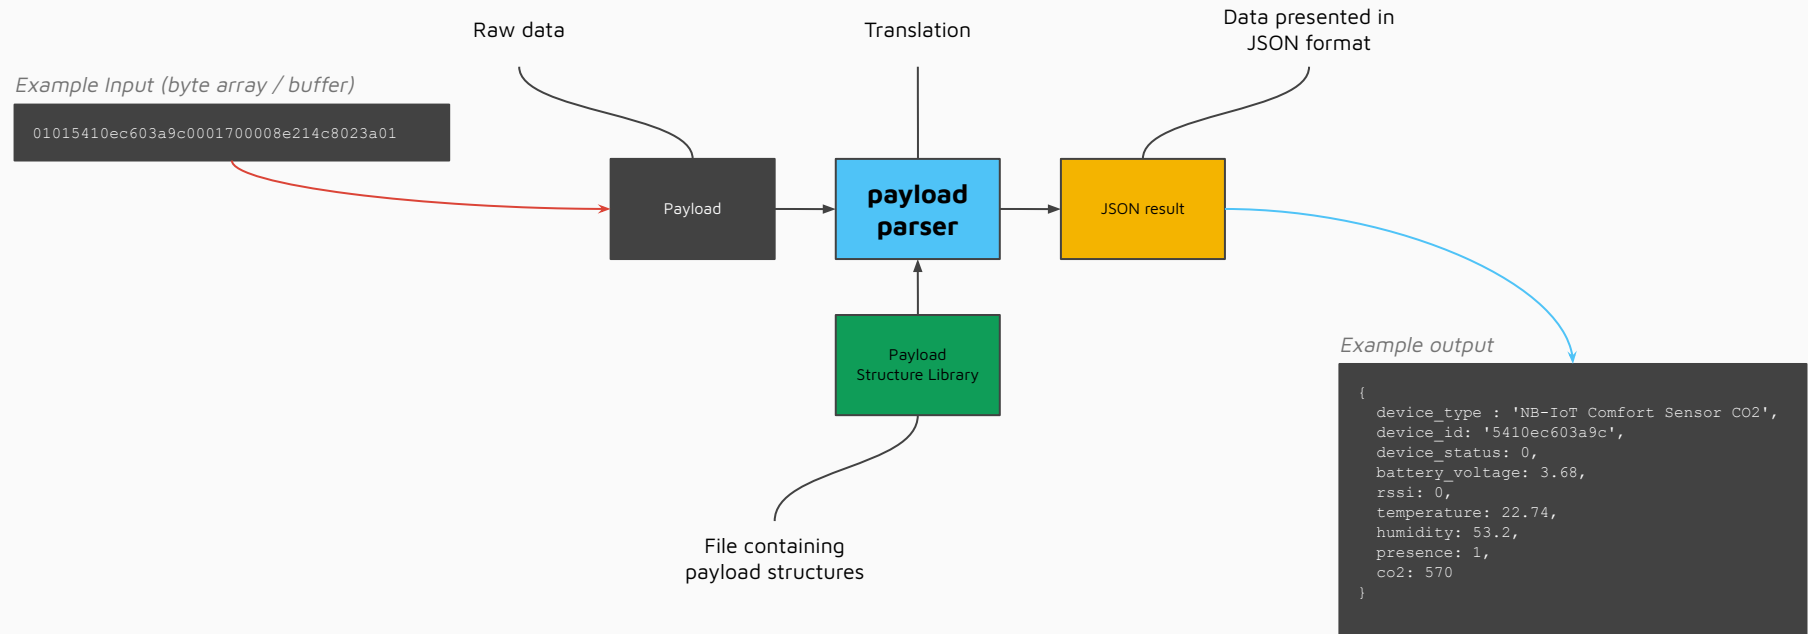 Raw data
Translation
Data presented in
JSON format
Example Input (byte array / buffer)
01015410ec603a9c0001700008e214c8023a01
Payload
payload
parser
JSON result
Payload
Structure Library
File containing
payload structures
Example output
{
device_type : 'NB-IoT Comfort Sensor CO2',
device_id: '5410ec603a9c',
device_status: 0,
battery_voltage: 3.68,
rssi: 0,
temperature: 22.74,
humidity: 53.2,
presence: 1,
co2: 570
}